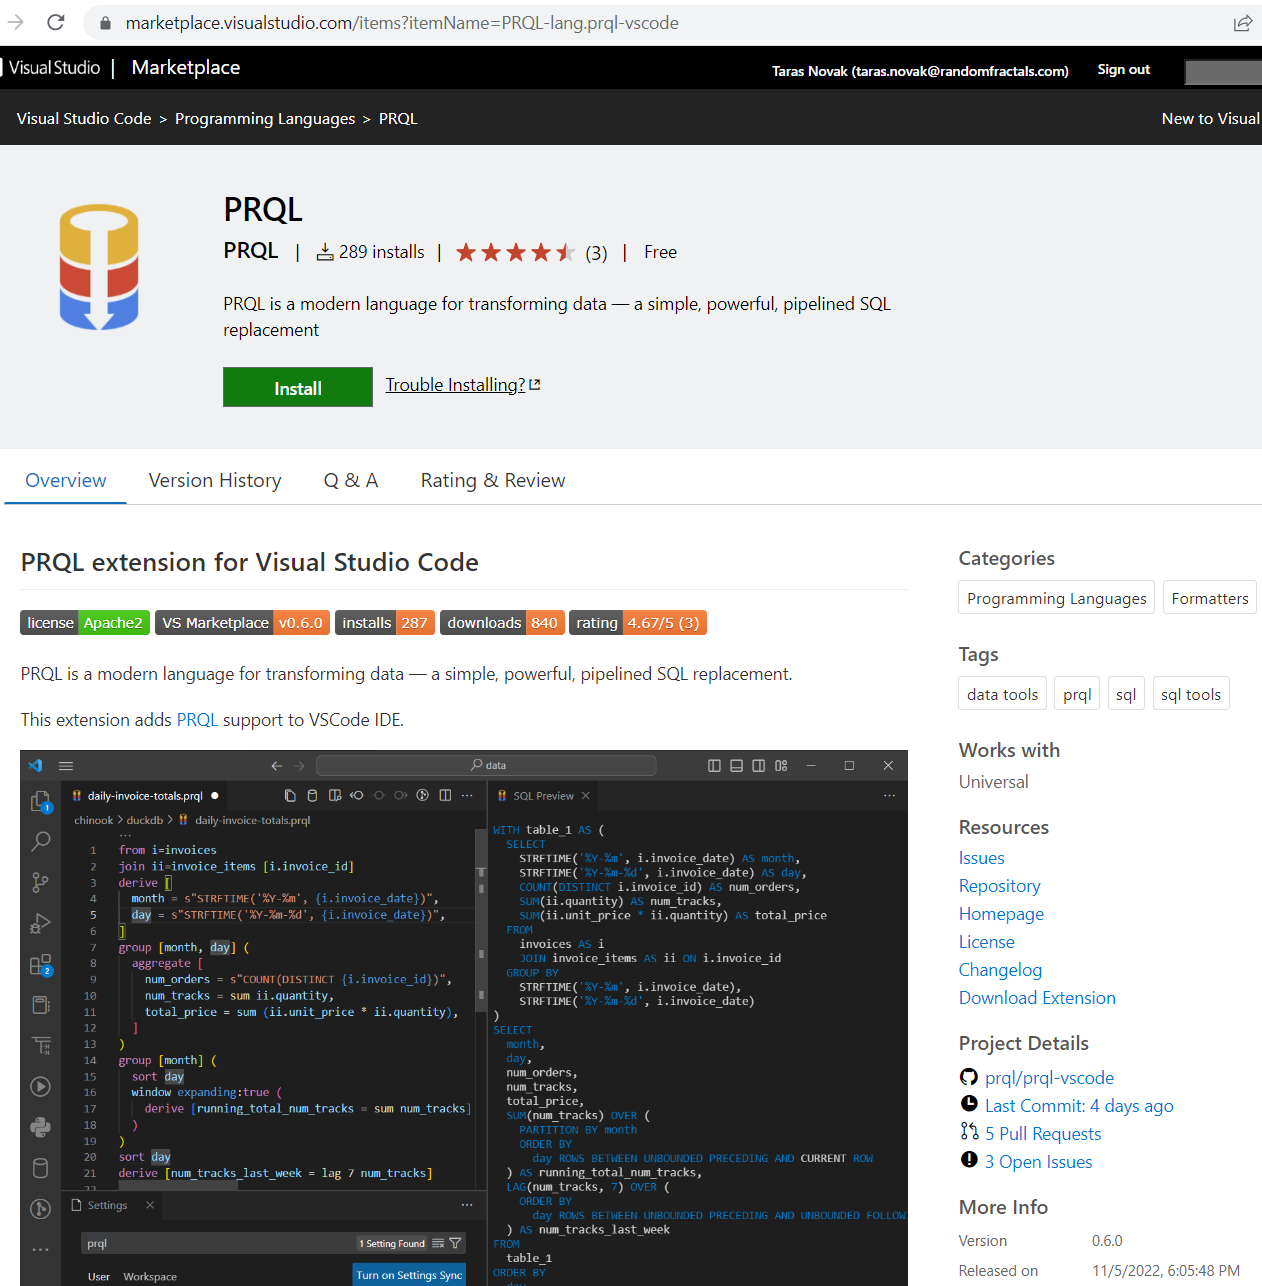 marketplace.visualstudio.com/items?itemName=PRQL-lang.prql-vscode
Visual Studio | Marketplace
Taras Novak (taras.novak@randomfractals.com) Sign out
Visual Studio Code > Programming Languages > PRQL
New to Visual
PRQL
PRQL | 289 installs | (3) | Free
PRQL is a modern language for transforming data — a simple, powerful, pipelined SQL
replacement
Install
Trouble Installing?
Overview
Version History
Q & A
Rating & Review
PRQL extension for Visual Studio Code
license Apache2 VS Marketplace v0.6.0 installs 287 downloads 840 rating 4.67/5 (3)
PRQL is a modern language for transforming data — a simple, powerful, pipelined SQL replacement.
This extension adds PRQL support to VSCode IDE.
data
1
2
daily-invoice-totals.prql
chinook > duckdb > daily-invoice-totals.prql
...
1 from i=invoices
2 join ii=invoice_items [i.invoice_id]
3 derive [
4 month = s"STRFTIME('%Y-%m', {i.invoice_date})",
5 day = s"STRFTIME('%Y-%m-%d', {i.invoice_date})",
6 ]
7 group [month, day] (
8 aggregate [
9 num_orders = s"COUNT(DISTINCT {i.invoice_id})",
10 num_tracks = sum ii.quantity,
11 total_price = sum (ii.unit_price * ii.quantity),
12 ]
13 )
14 group [month] (
15 sort day
16 window expanding:true (
17 derive [running_total_num_tracks = sum num_tracks]
18 )
19 )
20 sort day
21 derive [num_tracks_last_week = lag 7 num_tracks]
Settings
prql
1 Setting Found
User Workspace
Turn on Settings Sync
SQL Preview
WITH table_1 AS (
SELECT
STRFTIME('%Y-%m', i.invoice_date) AS month,
STRFTIME('%Y-%m-%d', i.invoice_date) AS day,
COUNT(DISTINCT i.invoice_id) AS num_orders,
SUM(ii.quantity) AS num_tracks,
SUM(ii.unit_price * ii.quantity) AS total_price
FROM
invoices AS i
JOIN invoice_items AS ii ON i.invoice_id
GROUP BY
STRFTIME('%Y-%m', i.invoice_date),
STRFTIME('%Y-%m-%d', i.invoice_date)
)
SELECT
month,
day,
num_orders,
num_tracks,
total_price,
SUM(num_tracks) OVER (
PARTITION BY month
ORDER BY
day ROWS BETWEEN UNBOUNDED PRECEDING AND CURRENT ROW
) AS running_total_num_tracks,
LAG(num_tracks, 7) OVER (
ORDER BY
day ROWS BETWEEN UNBOUNDED PRECEDING AND UNBOUNDED FOLLOW
) AS num_tracks_last_week
FROM
table_1
ORDER BY
Categories
Programming Languages Formatters
Tags
data tools prql sql sql tools
Works with
Universal
Resources
Issues
Repository
Homepage
License
Changelog
Download Extension
Project Details
prql/prql-vscode
Last Commit: 4 days ago
5 Pull Requests
3 Open Issues
More Info
Version 0.6.0
Released on 11/5/2022, 6:05:48 PM